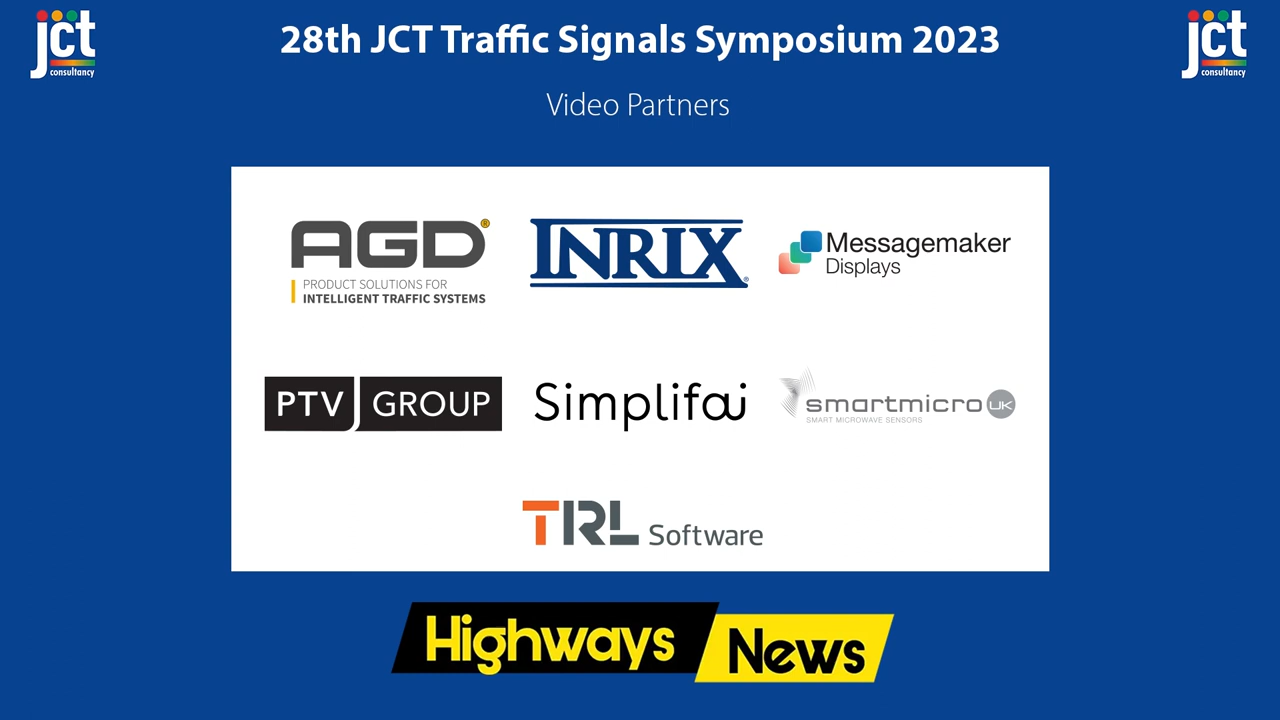 jct
consultancy
28th JCT Traffic Signals Symposium 2023
jct
consultancy
Video Partners
AGD®
PRODUCT SOLUTIONS FOR
INTELLIGENT TRAFFIC SYSTEMS
INRIX®
Messagemaker
Displays
PTV GROUP
Simplifai
smartmicro UK
SMART MICROWAVE SENSORS
TRL Software
Highways News